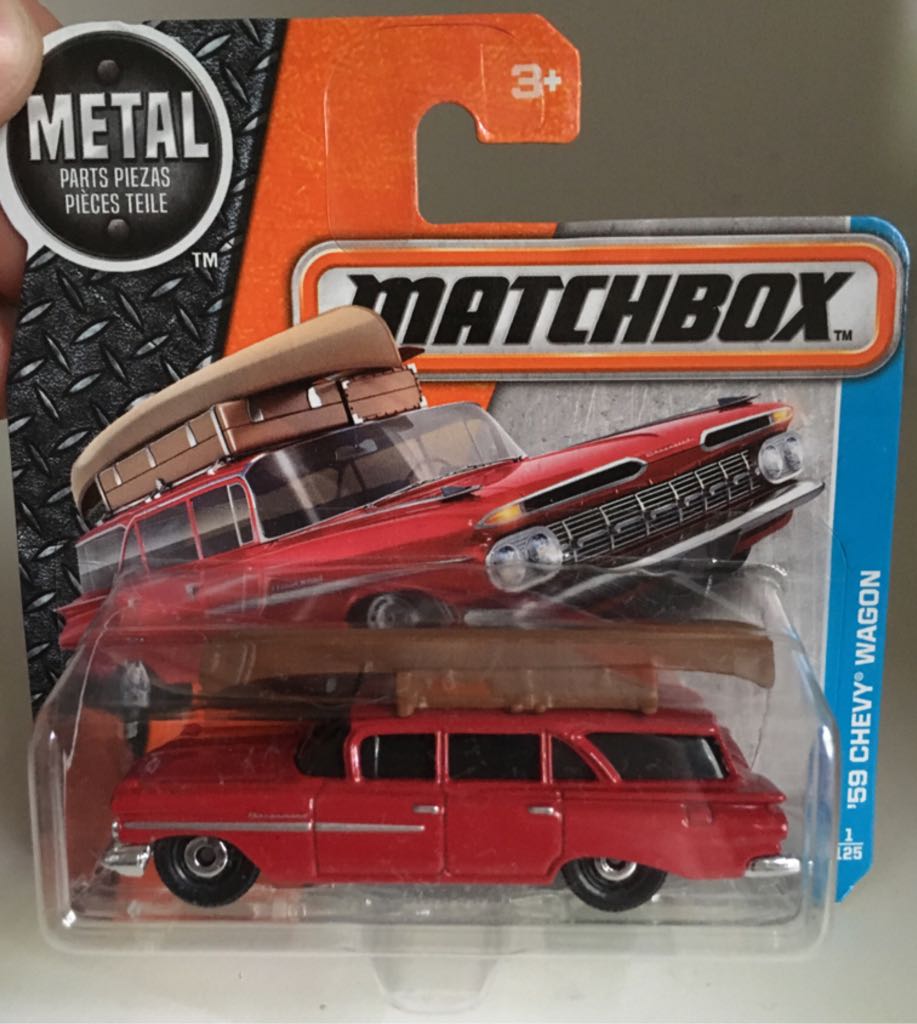 3+
METAL
PARTS PIEZAS
PIÈCES TEILE
TM
MATCHBOX TM
'59 CHEVY® WAGON
1
125